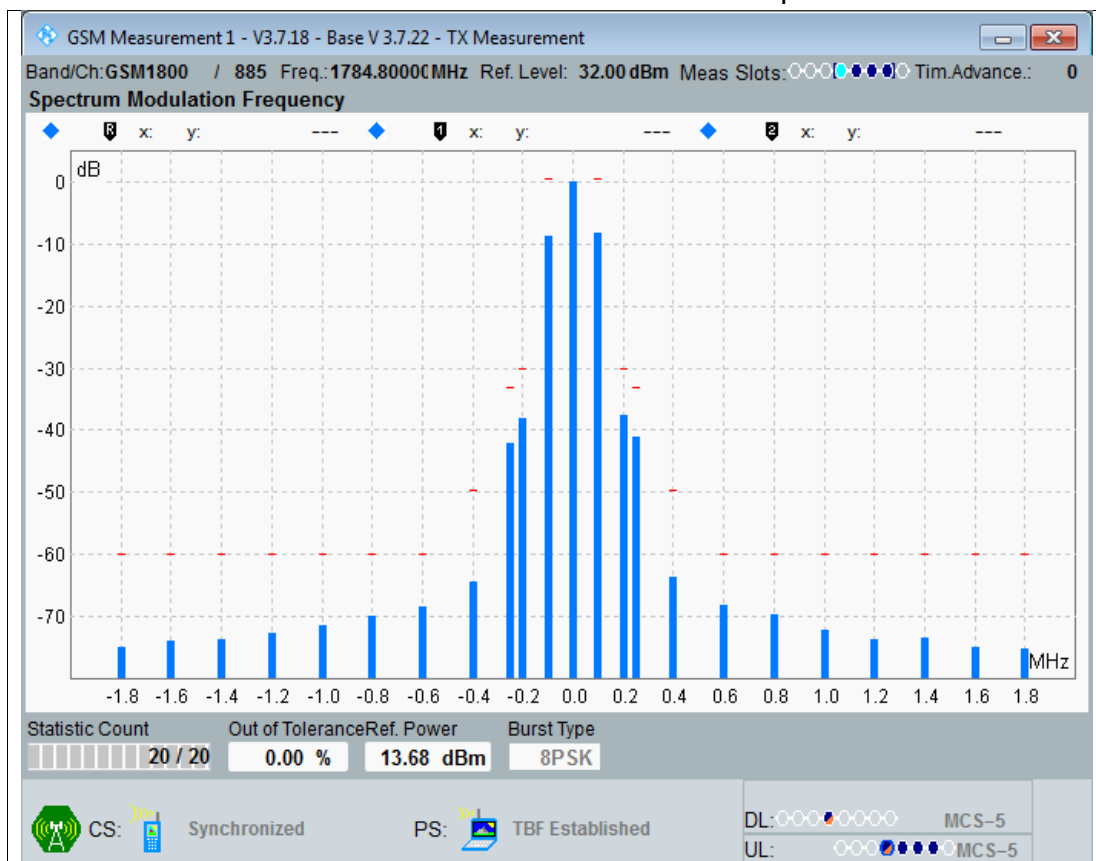 GSM Measurement 1 - V3.7.18 - Base V 3.7.22 - TX Measurement
Band/Ch:GSM1800 / 885 Freq.:1784.80000MHz Ref. Level: 32.00 dBm Meas Slots: Tim.Advance.: 0
Spectrum Modulation Frequency
R x: y: --- 1 x: y: --- 2 x: y: ---
dB
0
-10
-20
-30
-40
-50
-60
-70
MHz
-1.8 -1.6 -1.4 -1.2 -1.0 -0.8 -0.6 -0.4 -0.2 0.0 0.2 0.4 0.6 0.8 1.0 1.2 1.4 1.6 1.8
Statistic Count Out of Tolerance Ref. Power Burst Type
20 / 20 0.00 % 13.68 dBm 8PSK
CS: Synchronized PS: TBF Established DL: MCS-5
UL: MCS-5